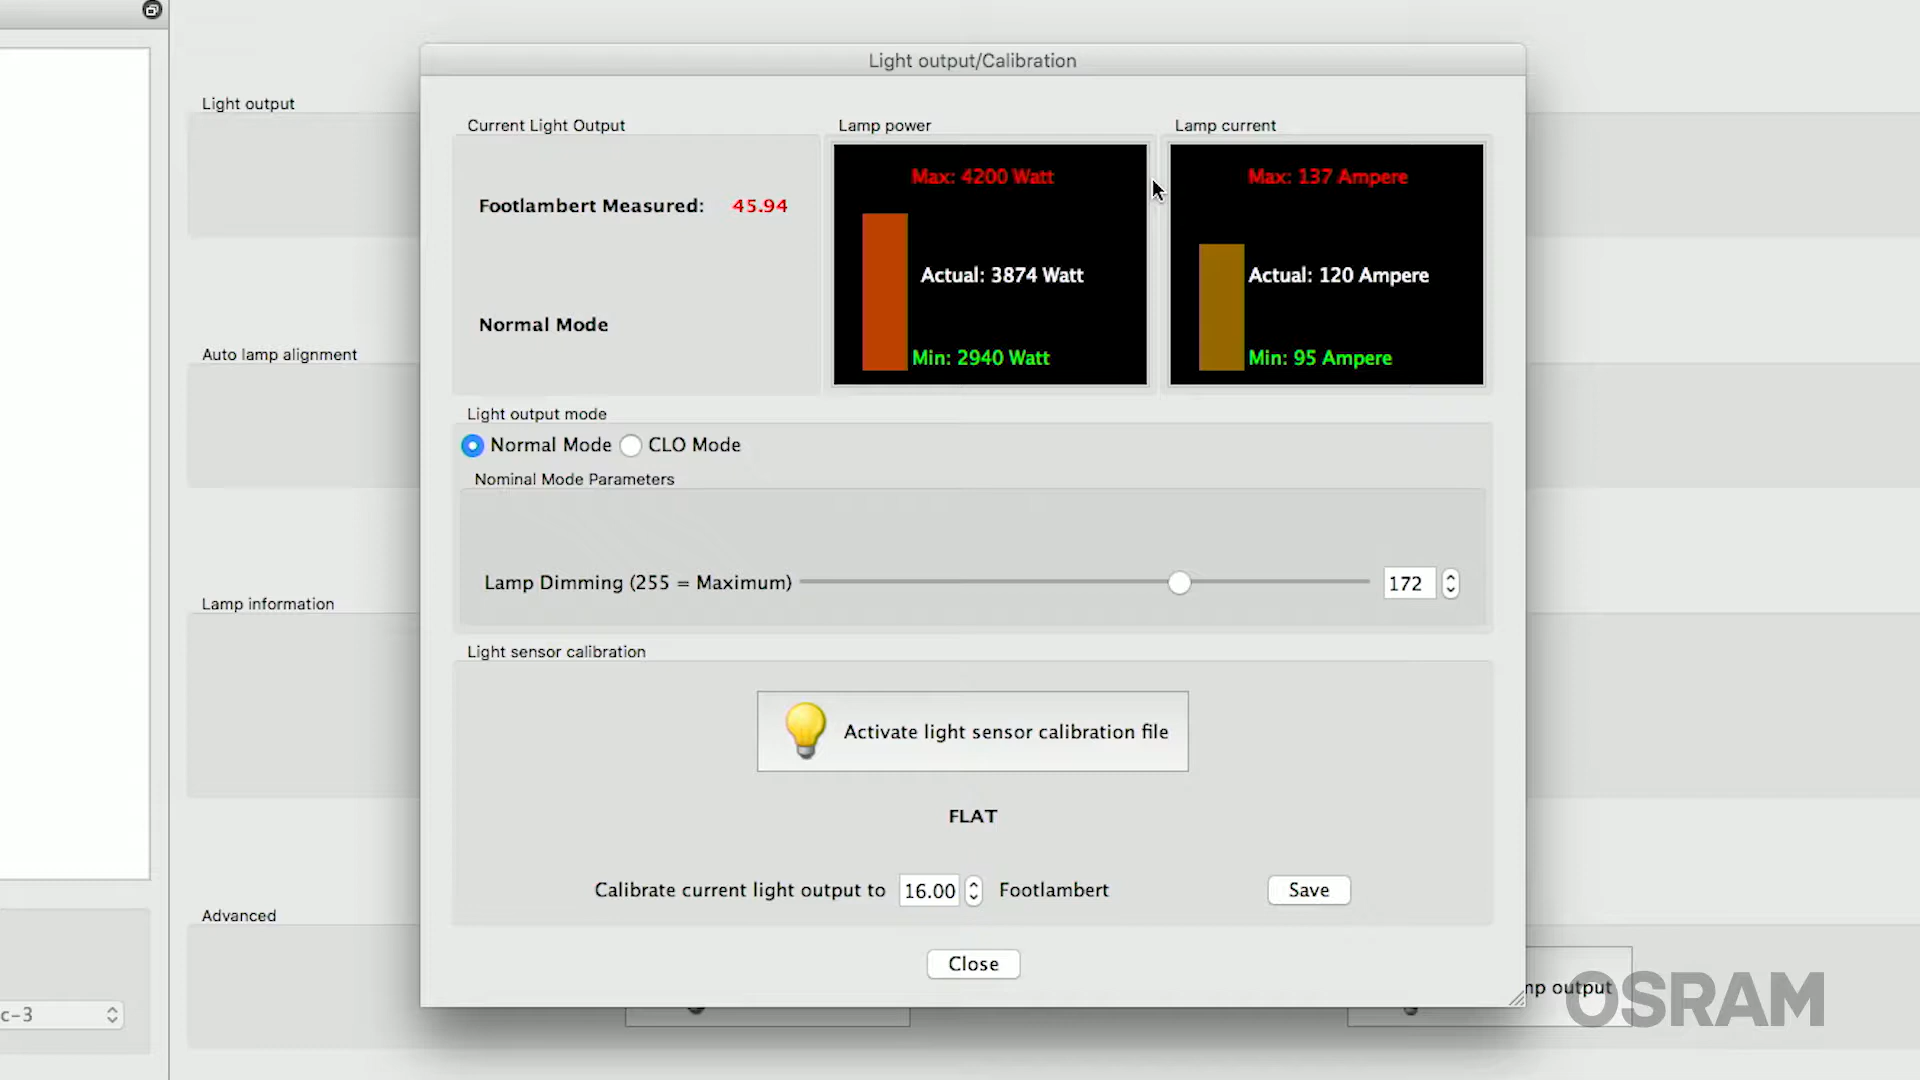 Light output/Calibration
Light output
Auto lamp alignment
Lamp information
Advanced
c-3
Current Light Output
Footlambert Measured: 45.94
Normal Mode
Lamp power
Max: 4200 Watt
Actual: 3874 Watt
Min: 2940 Watt
Lamp current
Max: 137 Ampere
Actual: 120 Ampere
Min: 95 Ampere
Light output mode
Normal Mode CLO Mode
Nominal Mode Parameters
Lamp Dimming (255 = Maximum) 172
Light sensor calibration
Activate light sensor calibration file
FLAT
Calibrate current light output to 16.00 Footlambert Save
Close
output
OSRAM